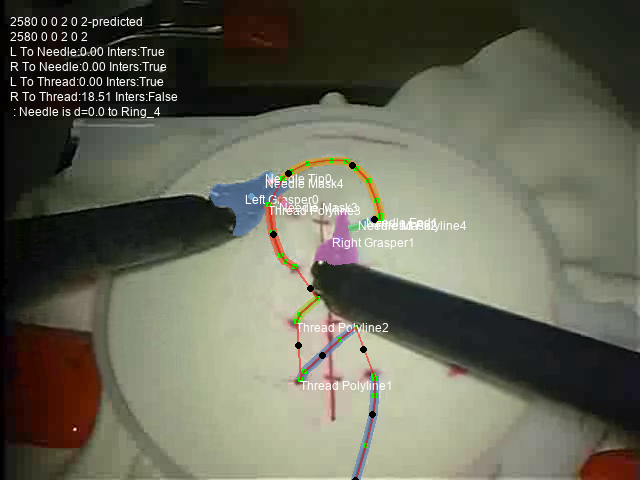 2580 0 0 2 0 2-predicted
2580 0 0 2 0 2
L To Needle:0.00 Inters:True
R To Needle:0.00 Inters:True
L To Thread:0.00 Inters:True
R To Thread:18.51 Inters:False
: Needle is d=0.0 to Ring_4
Needle Tip0
Needle Mask4
Left Grasper0
Needle Mask3
Thread Polyline3
Needle End1
Right Grasper1
Thread Polyline2
Thread Polyline1